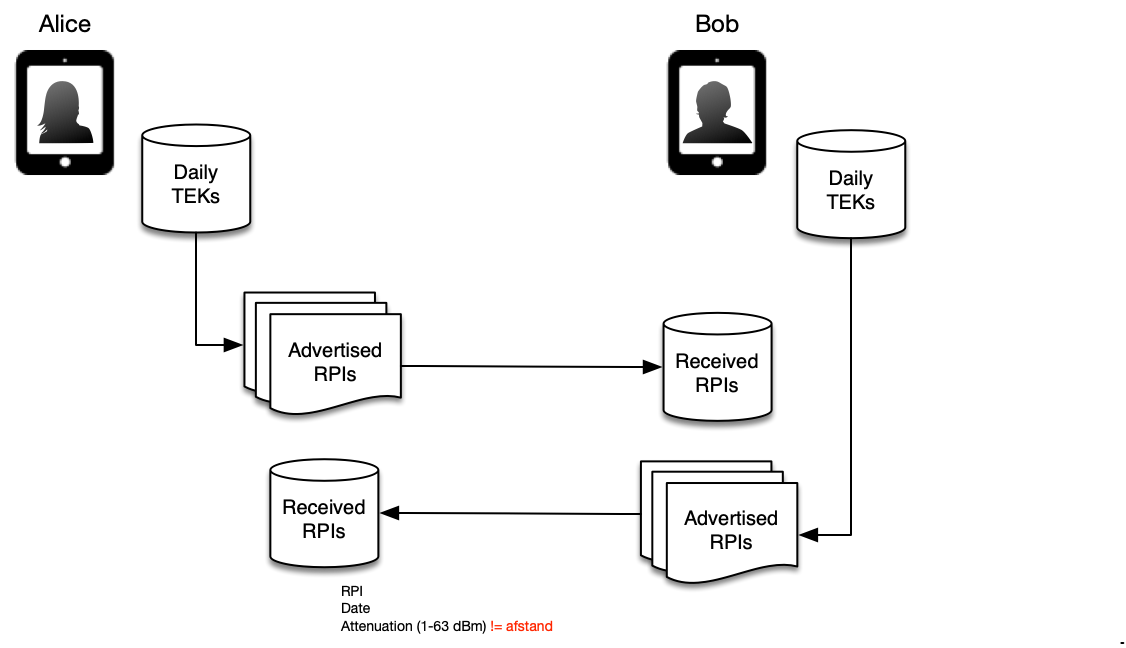 Alice
Bob
Daily
TEKs
Daily
TEKs
Advertised
RPIs
Received
RPIs
Received
RPIs
Advertised
RPIs
RPI
Date
Attenuation (1-63 dBm) != afstand
-